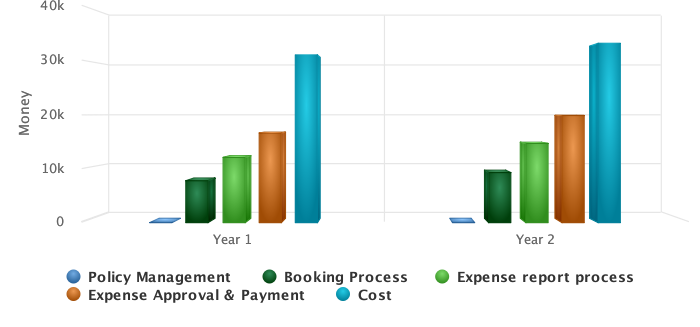 40k
30k
20k
10k
0
Money
Year 1
Year 2
Policy Management
Booking Process
Expense report process
Expense Approval & Payment
Cost